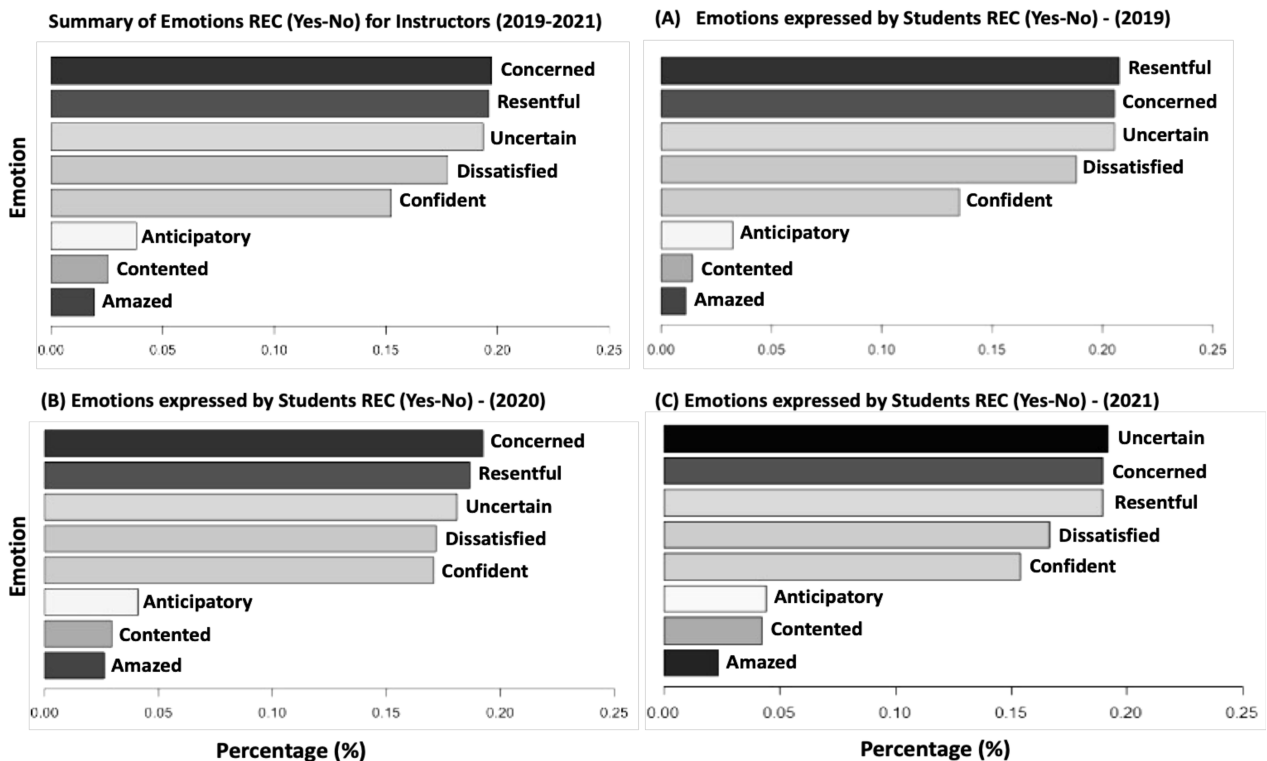 Summary of Emotions REC (Yes-No) for Instructors (2019-2021)
Emotion
Concerned
Resentful
Uncertain
Dissatisfied
Confident
Anticipatory
Contented
Amazed
0.00 0.05 0.10 0.15 0.20 0.25
(A) Emotions expressed by Students REC (Yes-No) - (2019)
Resentful
Concerned
Uncertain
Dissatisfied
Confident
Anticipatory
Contented
Amazed
0.00 0.05 0.10 0.15 0.20 0.25
(B) Emotions expressed by Students REC (Yes-No) - (2020)
Emotion
Concerned
Resentful
Uncertain
Dissatisfied
Confident
Anticipatory
Contented
Amazed
0.00 0.05 0.10 0.15 0.20 0.25
Percentage (%)
(C) Emotions expressed by Students REC (Yes-No) - (2021)
Uncertain
Concerned
Resentful
Dissatisfied
Confident
Anticipatory
Contented
Amazed
0.00 0.05 0.10 0.15 0.20 0.25
Percentage (%)